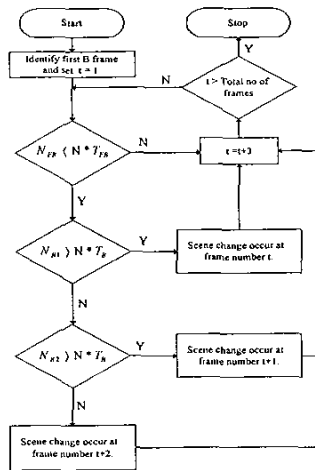 Start
Stop
Identify first B frame
and set t = 1
Y
N
t > Total no of
frames
N_FB < N * T_FB
N
t =t+3
Y
N_B1 > N * T_B
Y
Scene change occur at
frame number t.
N
N_B2 > N * T_B
Y
Scene change occur at
frame number t+1.
N
Scene change occur at
frame number t+2.